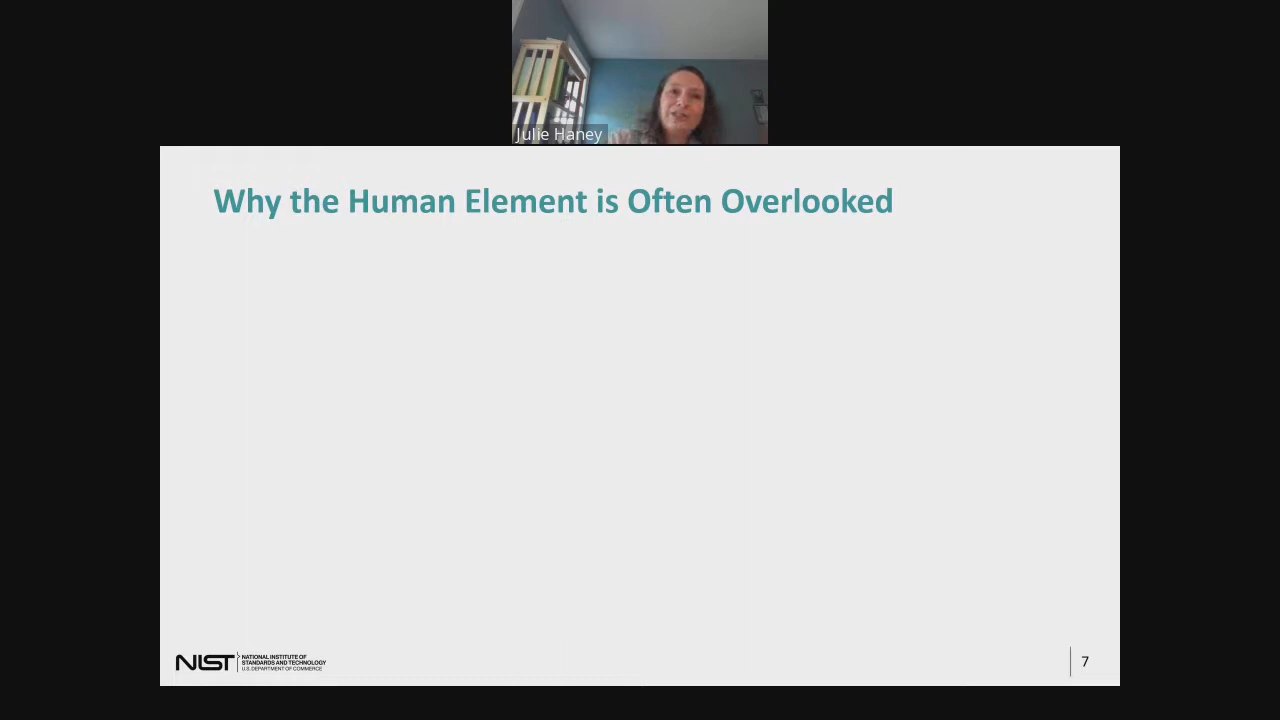 Julie Haney
Why the Human Element is Often Overlooked
NIST
NATIONAL INSTITUTE OF
STANDARDS AND TECHNOLOGY
U.S. DEPARTMENT OF COMMERCE
7